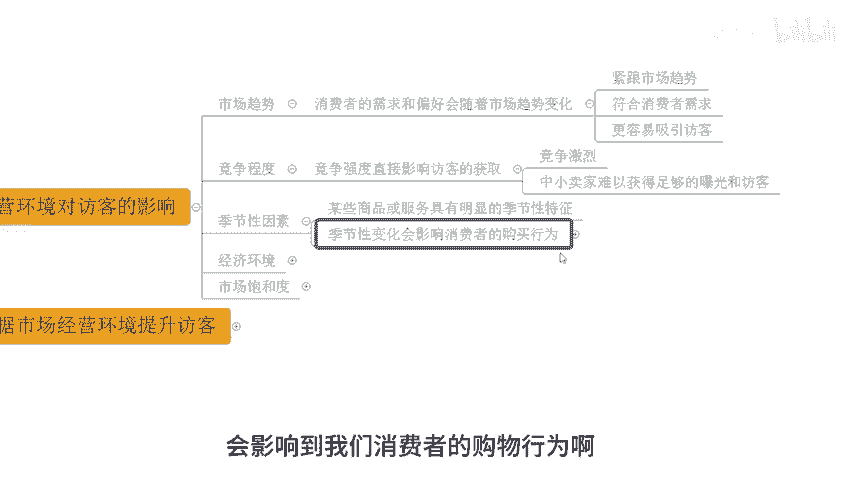 bilibili
紧跟市场趋势
市场趋势 消费者的需求和偏好会随着市场趋势变化 符合消费者需求
更容易吸引访客
竞争激烈
竞争程度 竞争强度直接影响访客的获取
中小卖家难以获得足够的曝光和访客
营环境对访客的影响
某些商品或服务具有明显的季节性特征
季节性因素
季节性变化会影响消费者的购买行为
经济环境
市场饱和度
据市场经营环境提升访客
会影响到我们消费者的购物行为啊